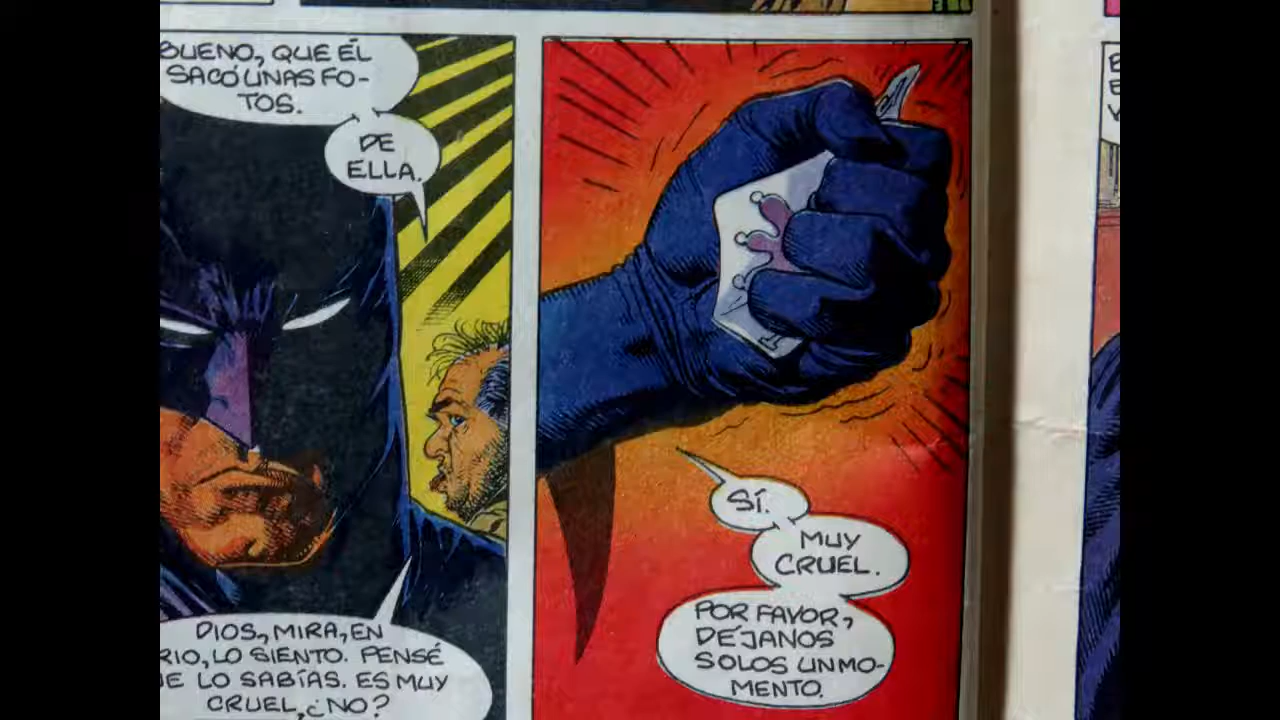 BUENO, QUE ÉL
SACÓ UNAS FO-
TOS.
DE
ELLA.
DIOS, MIRA, EN
RIO, LO SIENTO. PENSÉ
E LO SABÍAS. ES MUY
CRUEL, ¿NO?
SÍ.
MUY
CRUEL.
POR FAVOR,
DÉJANOS
SOLOS UN MO-
MENTO.